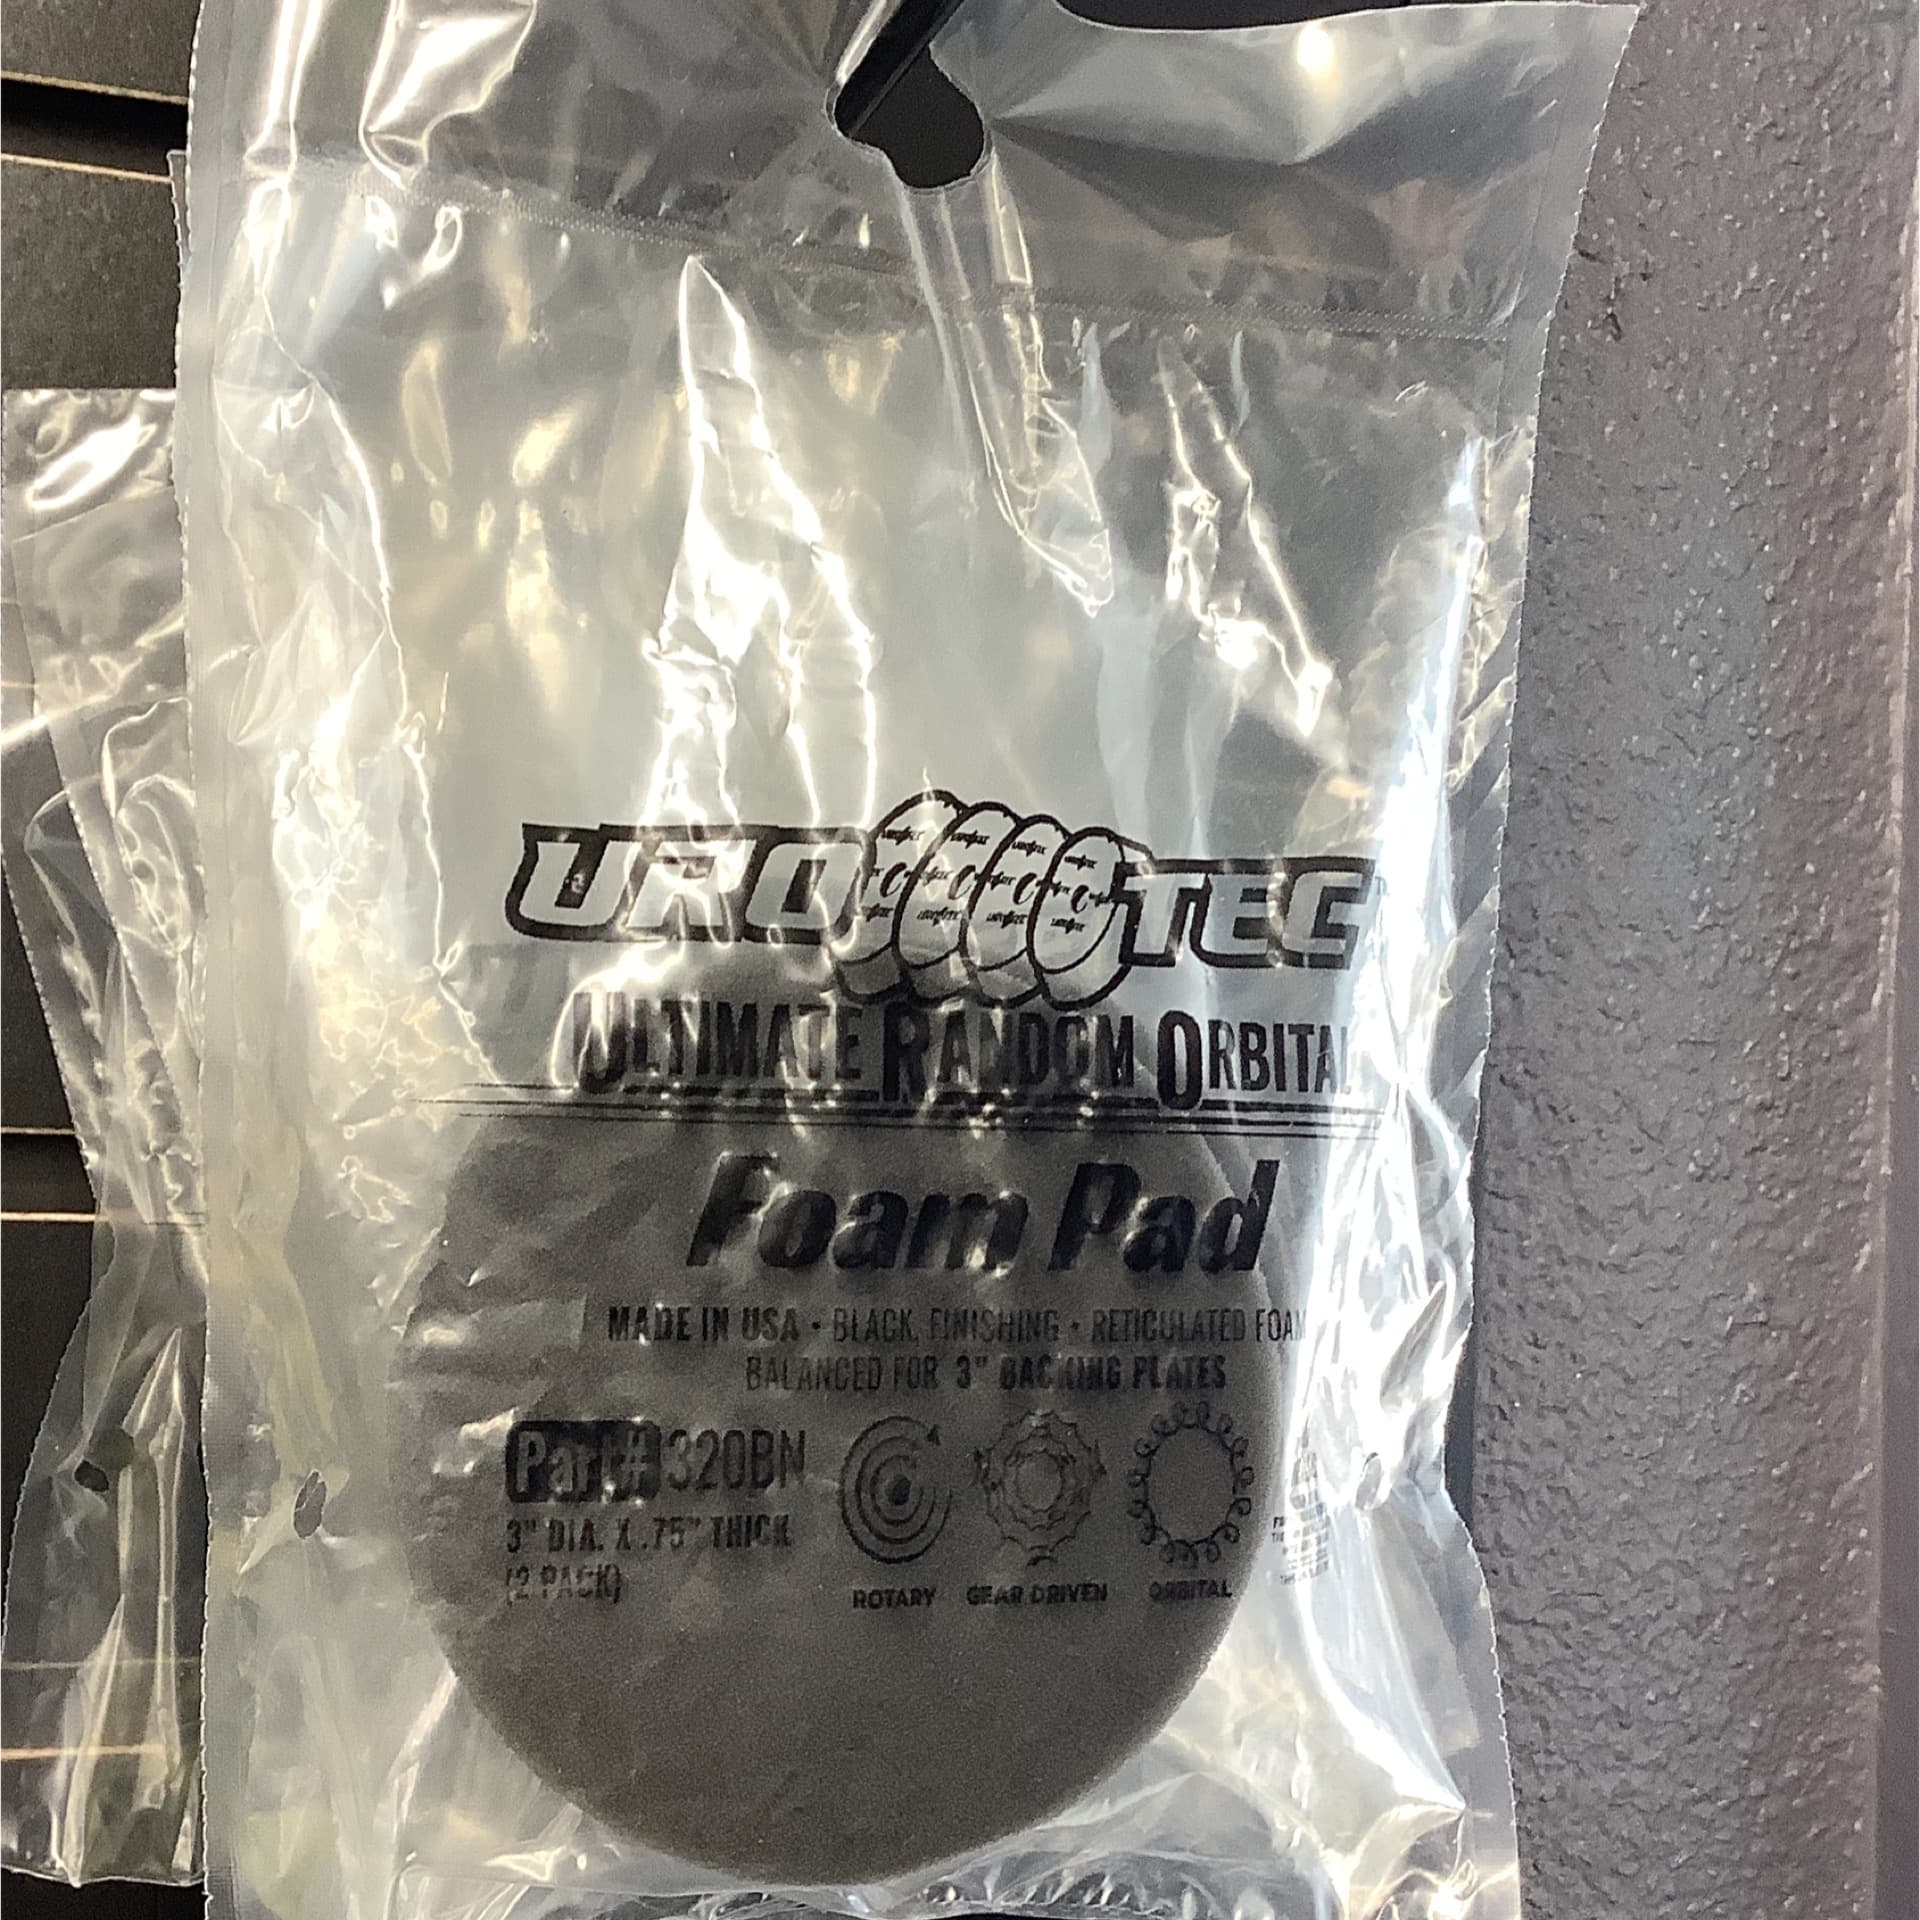 URO TEC
ULTIMATE RANDOM ORBITAL
Foam Pad
MADE IN USA • BLACK, FINISHING • RETICULATED FOAM
BALANCED FOR 3" BACKING PLATES
Part# 320BN
3" DIA. X .75" THICK
(2 PACK)
ROTARY GEAR DRIVEN ORBITAL